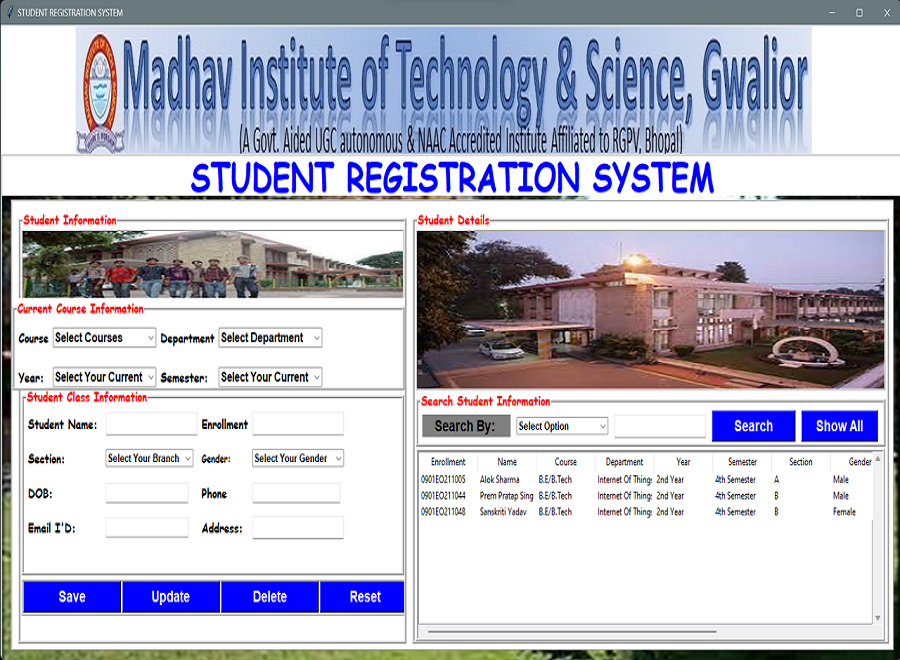 STUDENT REGISTRATION SYSTEM
Madhav Institute of Technology & Science, Gwalior
(A Govt. Aided UGC autonomous & NAAC Accredited Institute Affiliated to RGPV, Bhopal)
STUDENT REGISTRATION SYSTEM
Student Information
Current Course Information
Course Select Courses Department Select Department
Year: Select Your Current Semester: Select Your Current
Student Class Information
Student Name: Enrollment
Section: Select Your Branch Gender: Select Your Gender
DOB: Phone
Email I'D: Address:
Save Update Delete Reset
Student Details
Search Student Information
Search By: Select Option Search Show All
Enrollment Name Course Department Year Semester Section Gender
0901EO211005 Alok Sharma B.E/B.Tech Internet Of Things 2nd Year 4th Semester A Male
0901EO211044 Prem Pratap Sing B.E/B.Tech Internet Of Things 2nd Year 4th Semester B Male
0901EO211048 Sanskriti Yadav B.E/B.Tech Internet Of Things 2nd Year 4th Semester B Female